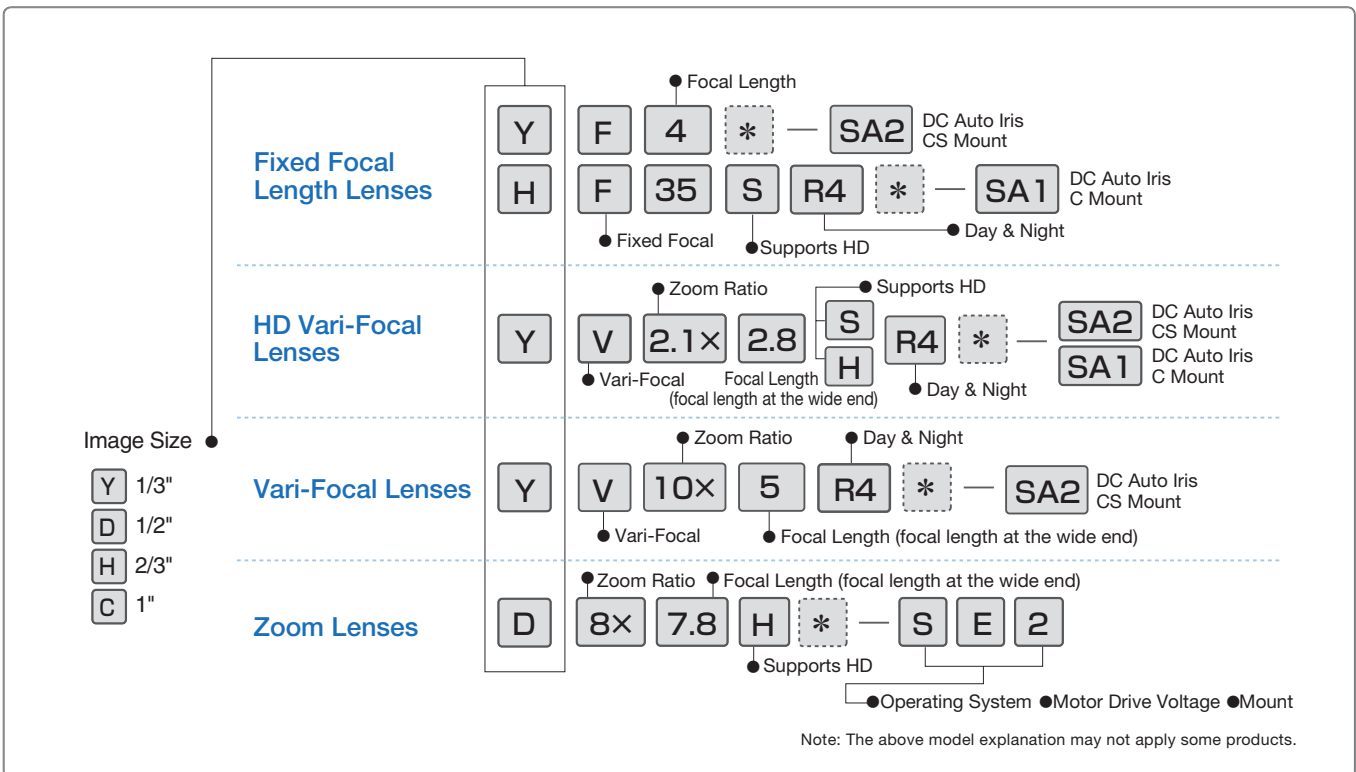 Focal Length
Y F 4 * — SA2 DC Auto Iris
CS Mount
Fixed Focal
Length Lenses
H F 35 S R4 * — SA1 DC Auto Iris
C Mount
Fixed Focal Supports HD Day & Night
Zoom Ratio Supports HD
HD Vari-Focal
Lenses
Y V 2.1× 2.8 S H R4 * — SA2 DC Auto Iris
CS Mount
SA1 DC Auto Iris
C Mount
Vari-Focal Focal Length
(focal length at the wide end)
Day & Night
Image Size
Y 1/3"
D 1/2"
H 2/3"
C 1"
Zoom Ratio Day & Night
Vari-Focal Lenses Y V 10× 5 R4 * — SA2 DC Auto Iris
CS Mount
Vari-Focal Focal Length (focal length at the wide end)
Zoom Ratio Focal Length (focal length at the wide end)
Zoom Lenses D 8× 7.8 H * — S E 2
Supports HD
Operating System Motor Drive Voltage Mount
Note: The above model explanation may not apply some products.